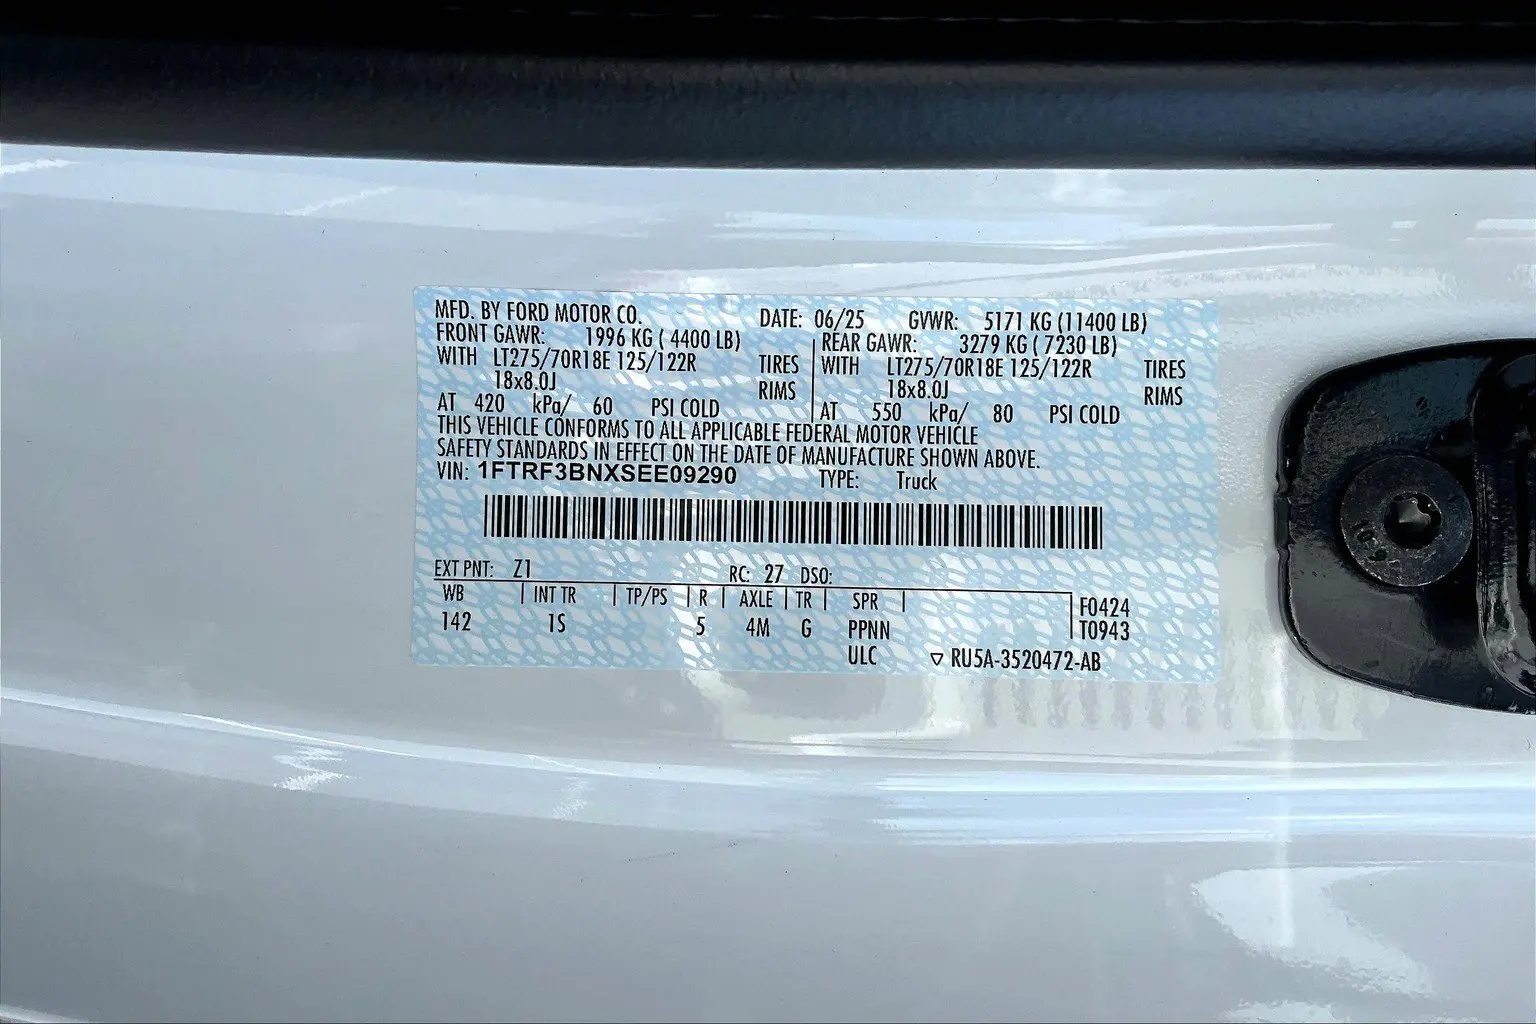 MFD. BY FORD MOTOR CO. DATE: 06/25 GVWR: 5171 KG (11400 LB)
FRONT GAWR: 1996 KG ( 4400 LB) REAR GAWR: 3279 KG ( 7230 LB)
WITH LT275/70R18E 125/122R TIRES WITH LT275/70R18E 125/122R TIRES
18x8.0J RIMS 18x8.0J RIMS
AT 420 kPa/ 60 PSI COLD AT 550 kPa/ 80 PSI COLD
THIS VEHICLE CONFORMS TO ALL APPLICABLE FEDERAL MOTOR VEHICLE
SAFETY STANDARDS IN EFFECT ON THE DATE OF MANUFACTURE SHOWN ABOVE.
VIN: 1FTRF3BNXSEE09290 TYPE: Truck
EXT PNT: Z1 RC: 27 DSO:
WB | INT TR | TP/PS | R | AXLE | TR | SPR | F0424
142 1S 5 4M G PPNN T0943
ULC ▽ RU5A-3520472-AB